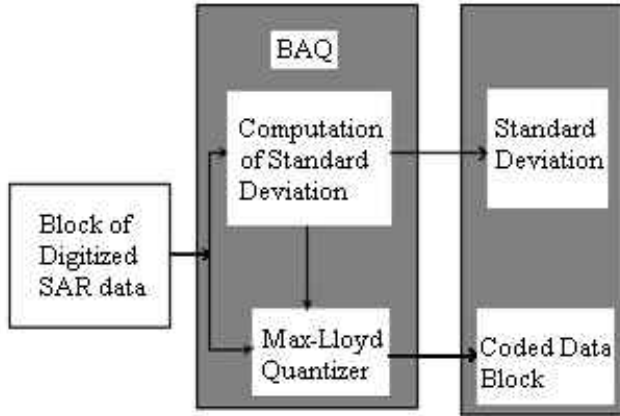 BAQ
Computation
of Standard
Deviation
Standard
Deviation
Block of
Digitized
SAR data
Max-Lloyd
Quantizer
Coded Data
Block